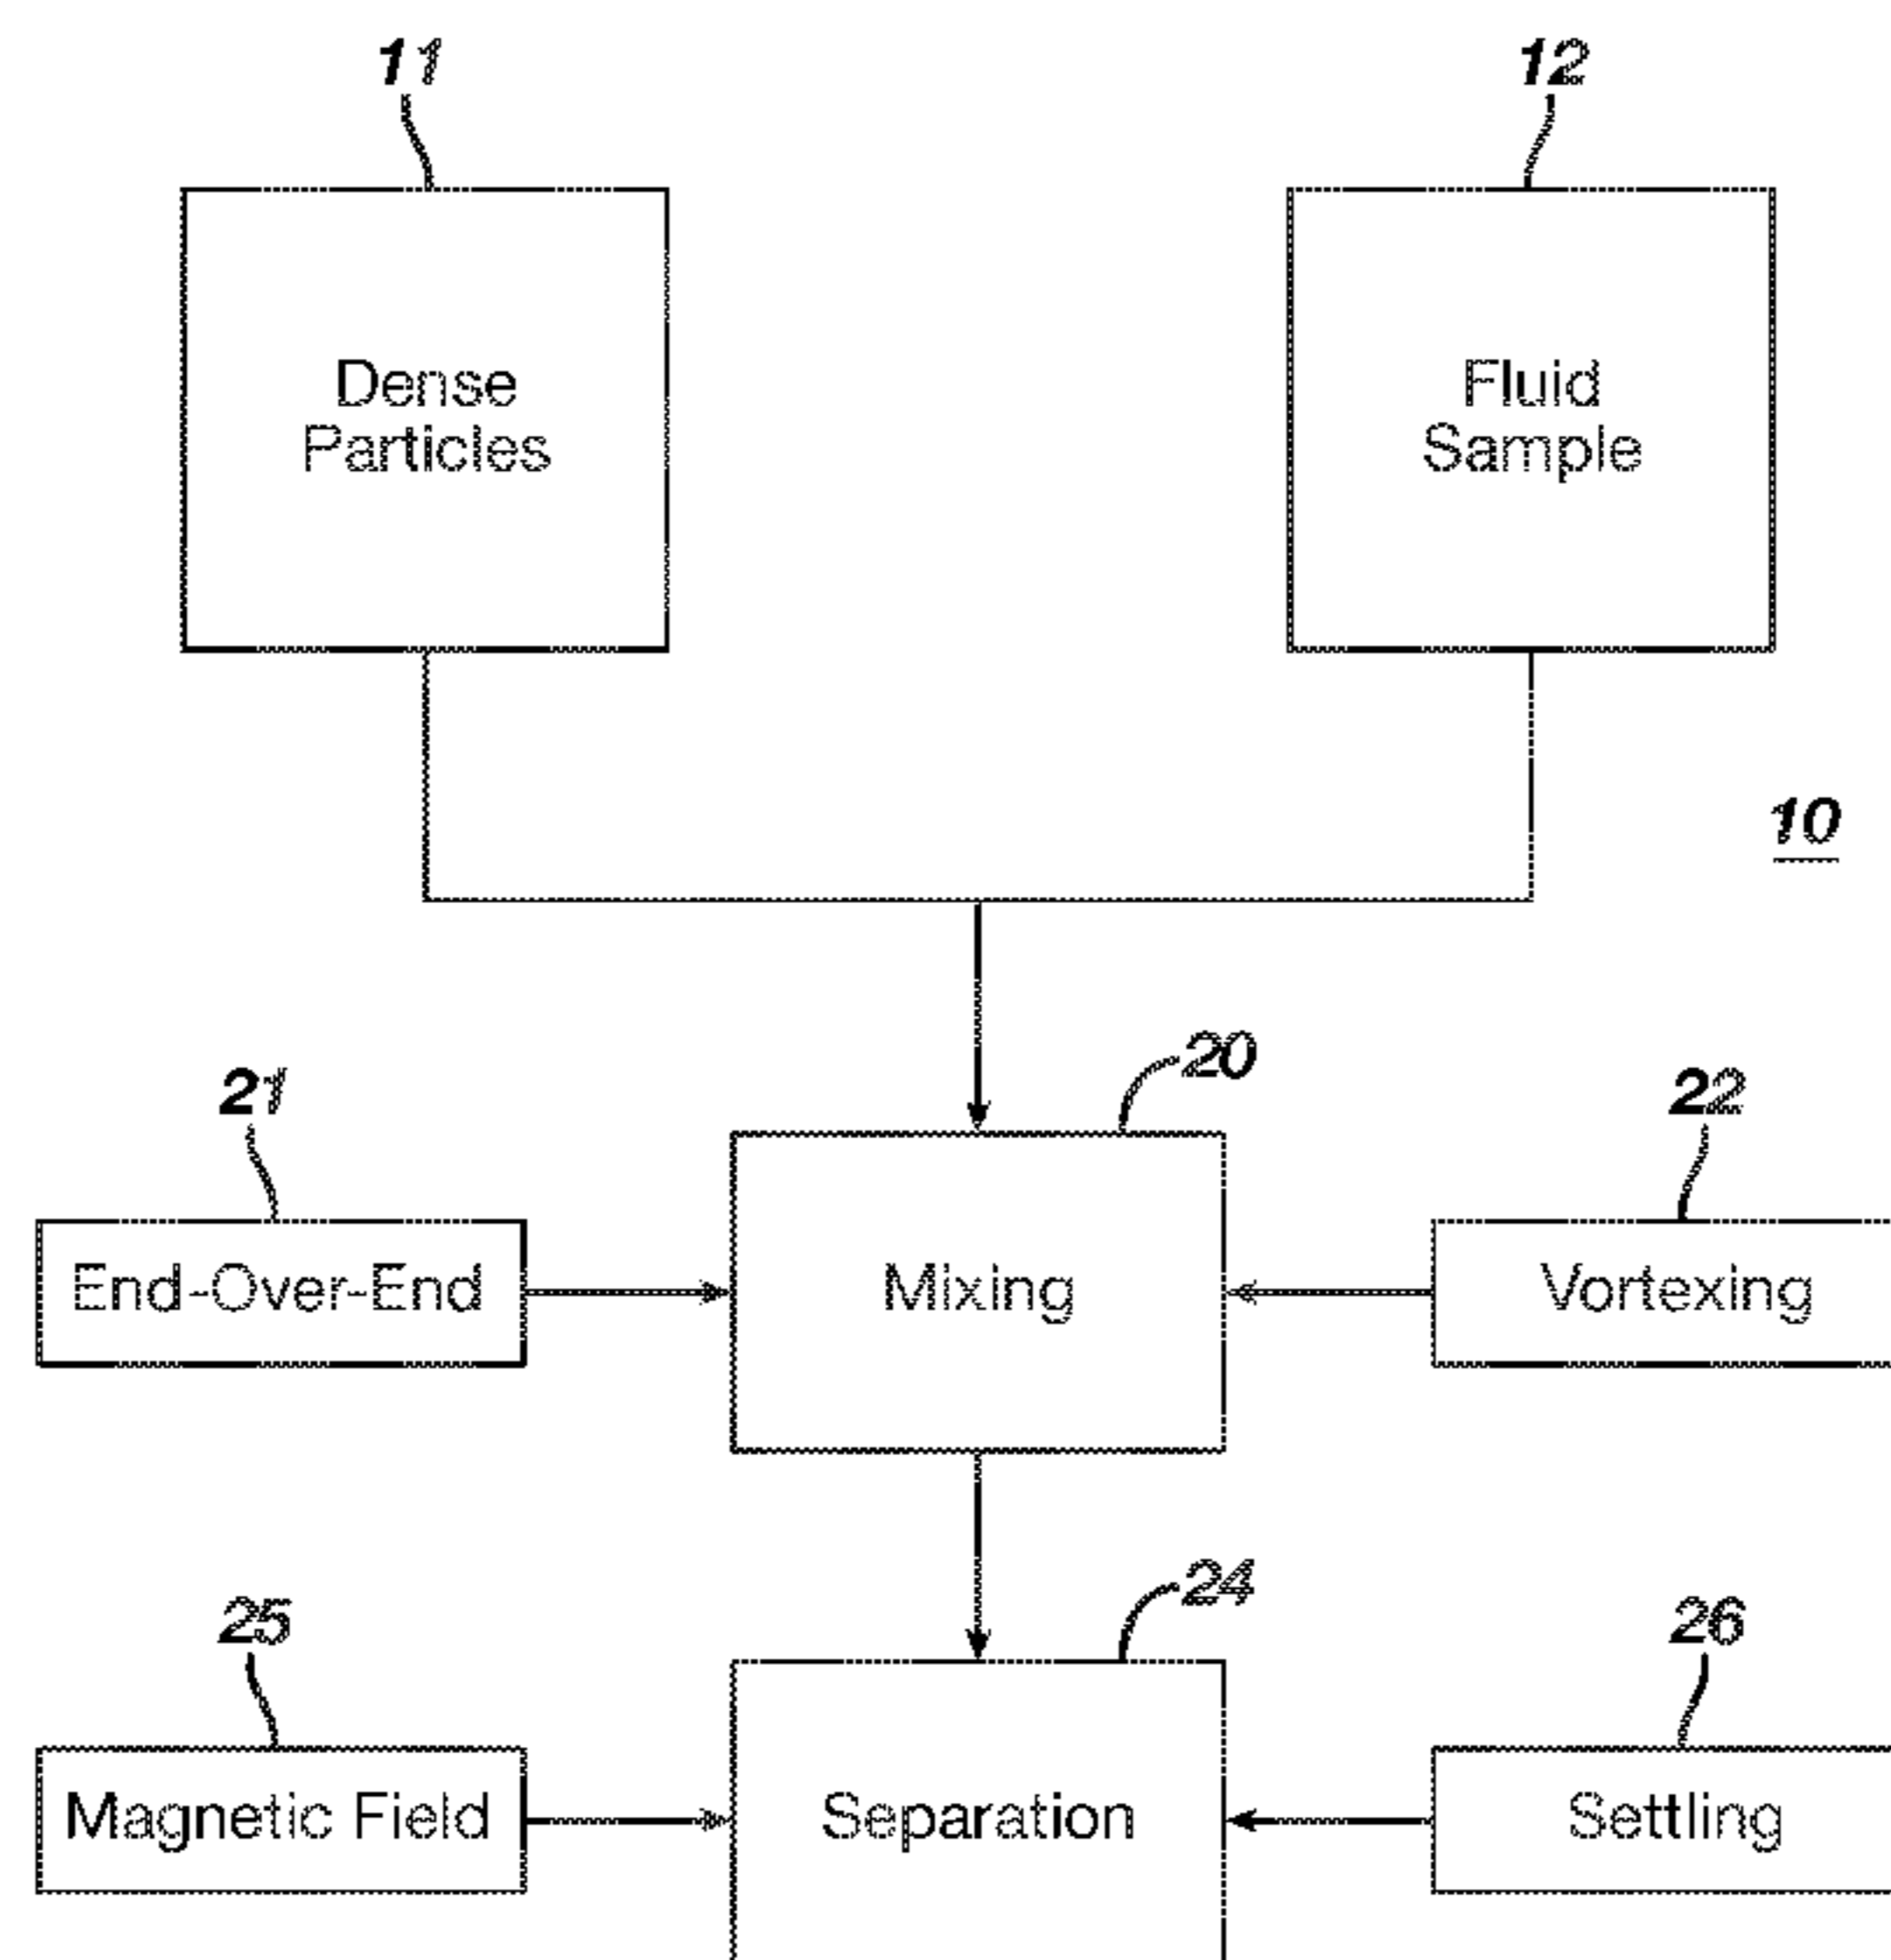 11
12
Dense
Particles
Fluid
Sample
10
20
21
22
End-Over-End
Mixing
Vortexing
24
25
26
Magnetic Field
Separation
Settling